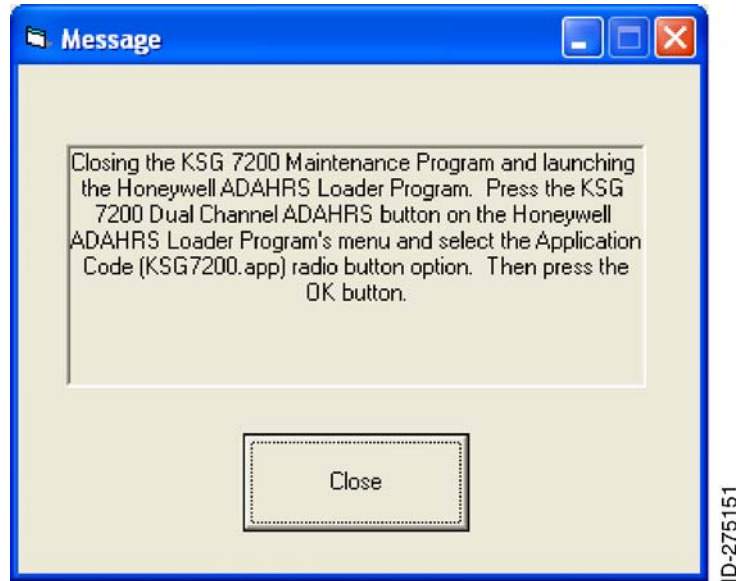 Message
Closing the KSG 7200 Maintenance Program and launching
the Honeywell ADAHRS Loader Program.  Press the KSG
7200 Dual Channel ADAHRS button on the Honeywell
ADAHRS Loader Program's menu and select the Application
Code (KSG7200.app) radio button option.  Then press the
OK button.
Close
ID-275151